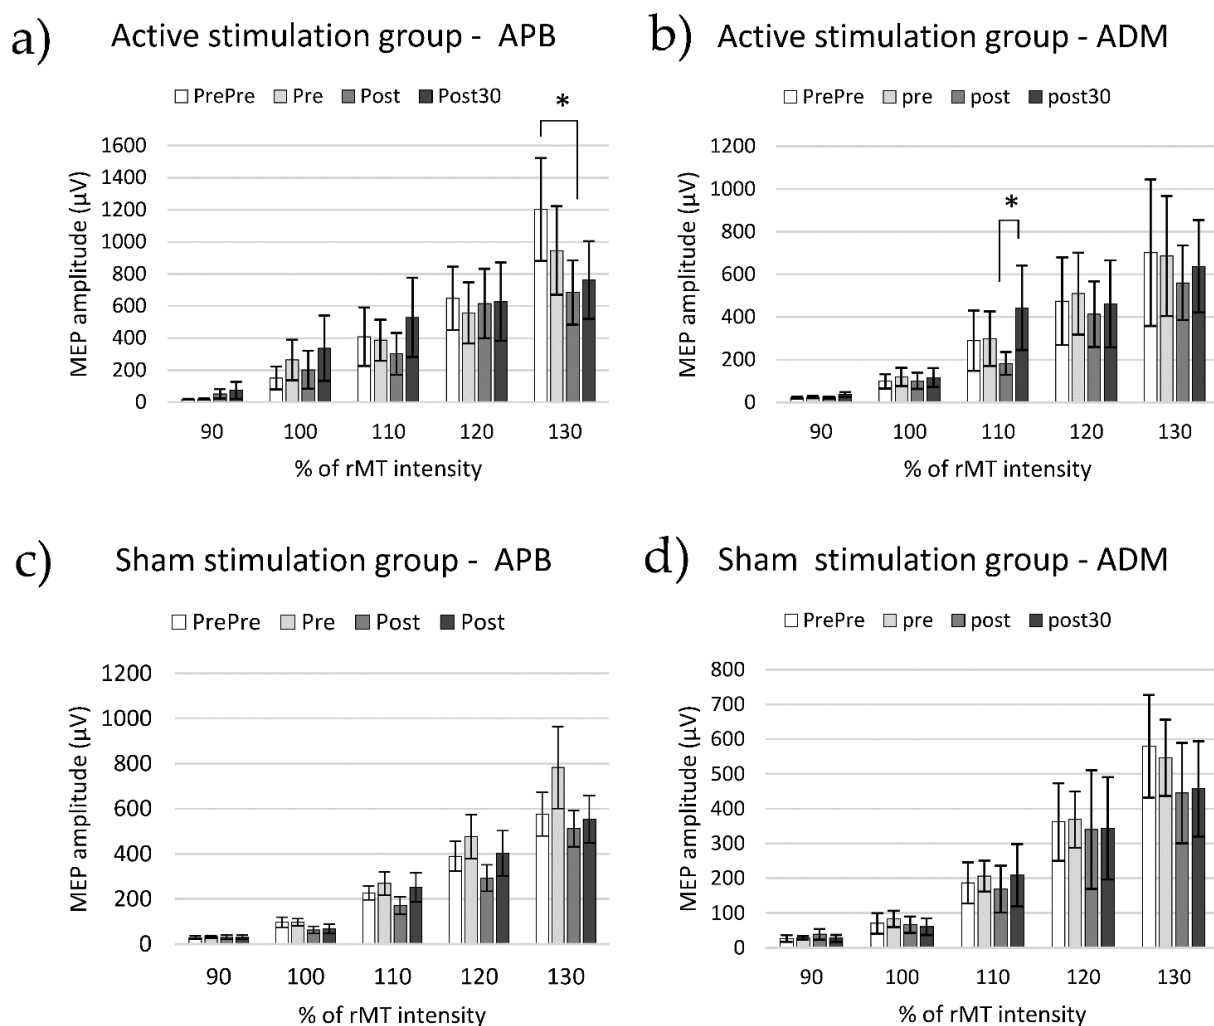 a) Active stimulation group - APB
PrePre Pre Post Post30
*
MEP amplitude (µV)
1600
1400
1200
1000
800
600
400
200
0
90 100 110 120 130
% of rMT intensity
b) Active stimulation group - ADM
PrePre pre post post30
*
MEP amplitude (µV)
1200
1000
800
600
400
200
0
90 100 110 120 130
% of rMT intensity
c) Sham stimulation group - APB
PrePre Pre Post Post
MEP amplitude (µV)
1200
1000
800
600
400
200
0
90 100 110 120 130
% of rMT intensity
d) Sham stimulation group - ADM
PrePre pre post post30
MEP amplitude (µV)
800
700
600
500
400
300
200
100
0
90 100 110 120 130
% of rMT intensity